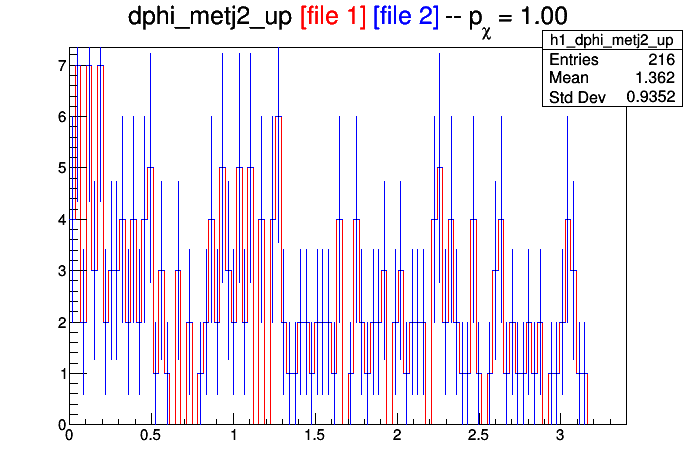 dphi_metj2_up [file 1] [file 2] -- pχ = 1.00
h1_dphi_metj2_up
Entries 216
Mean 1.362
Std Dev 0.9352
7
6
5
4
3
2
1
0
0 0.5 1 1.5 2 2.5 3